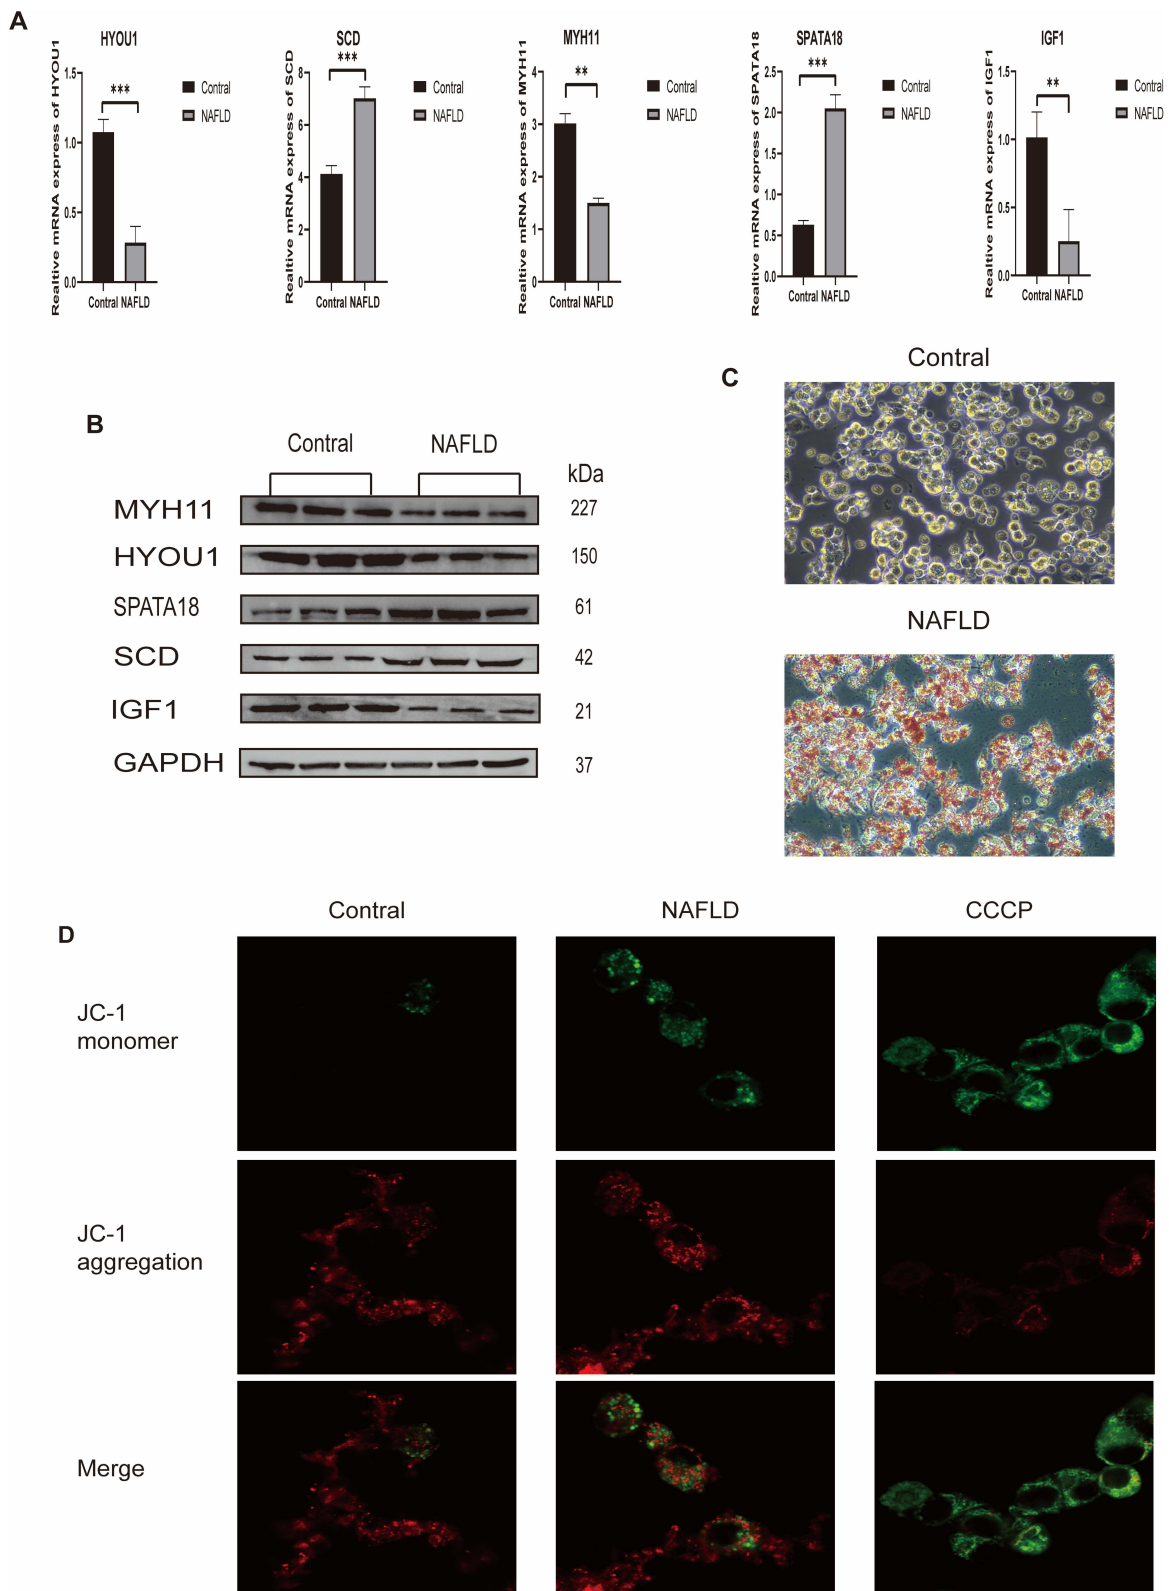 A
HYOU1
Realtive mRNA express of HYOU1
1.5
1.0
0.5
0.0
***
Contral
NAFLD
Contral NAFLD
SCD
Realtive mRNA express of SCD
8
6
4
2
0
***
Contral
NAFLD
Contral NAFLD
MYH11
Realtive mRNA express of MYH11
4
3
2
1
0
**
Contral
NAFLD
Contral NAFLD
SPATA18
Realtive mRNA express of SPATA18
2.5
2.0
1.5
1.0
0.5
0.0
***
Contral
NAFLD
Contral NAFLD
IGF1
Realtive mRNA express of IGF1
1.5
1.0
0.5
0.0
**
Contral
NAFLD
Contral NAFLD
B
Contral NAFLD
kDa
MYH11 227
HYOU1 150
SPATA18 61
SCD 42
IGF1 21
GAPDH 37
C
Contral
NAFLD
D
Contral NAFLD CCCP
JC-1
monomer
JC-1
aggregation
Merge